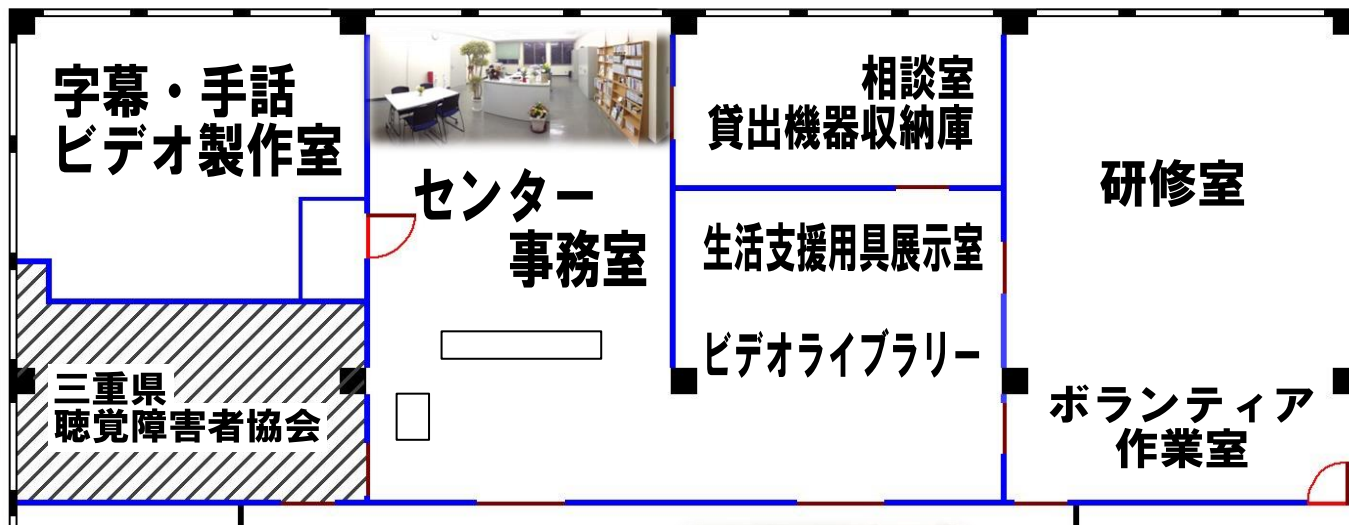 字幕・手話
ビデオ製作室
センター
事務室
相談室
貸出機器収納庫
生活支援用具展示室
ビデオライブラリー
研修室
ボランティア
作業室
三重県
聴覚障害者協会